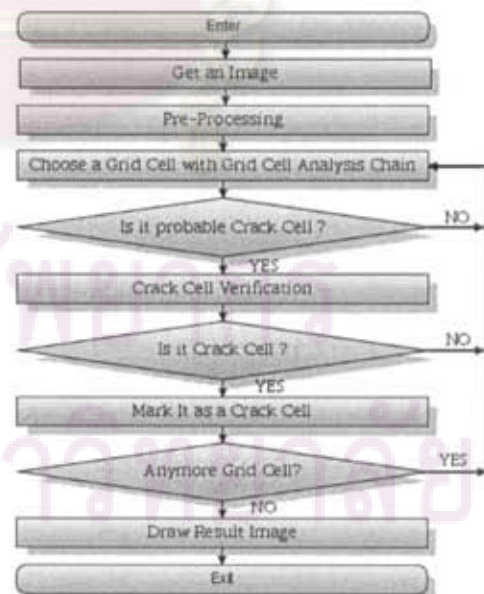 Enter
Get an Image
Pre-Processing
Choose a Grid Cell with Grid Cell Analysis Chain
Is it probable Crack Cell ?
NO
YES
Crack Cell Verification
Is it Crack Cell ?
NO
YES
Mark It as a Crack Cell
Anymore Grid Cell?
YES
NO
Draw Result Image
Exit